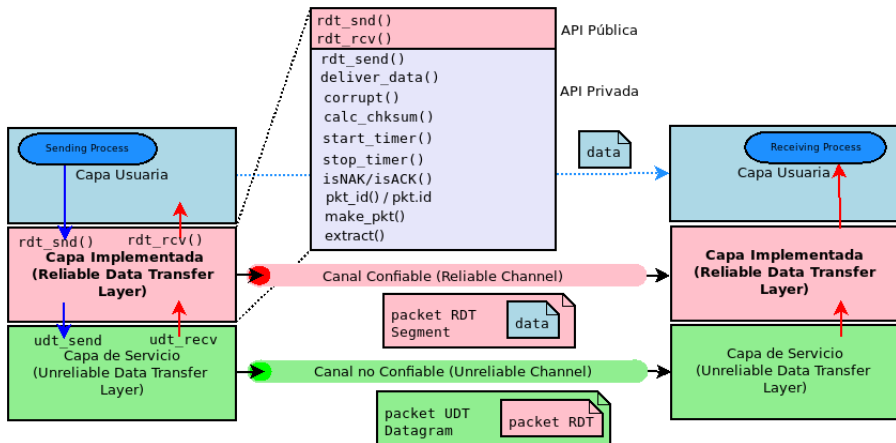 rdt_snd()
rdt_rcv()
API Pública
rdt_send()
deliver_data()
corrupt()
calc_chksum()
start_timer()
stop_timer()
isNAK/isACK()
pkt_id() / pkt.id
make_pkt()
extract()
API Privada
Sending Process
Capa Usuaria
data
Receiving Process
Capa Usuaria
rdt_snd()
rdt_rcv()
Capa Implementada
(Reliable Data Transfer
Layer)
Canal Confiable (Reliable Channel)
Capa Implementada
(Reliable Data Transfer
Layer)
packet RDT
Segment
data
udt_send
udt_recv
Capa de Servicio
(Unreliable Data Transfer
Layer)
Canal no Confiable (Unreliable Channel)
Capa de Servicio
(Unreliable Data Transfer
Layer)
packet UDT
Datagram
packet RDT